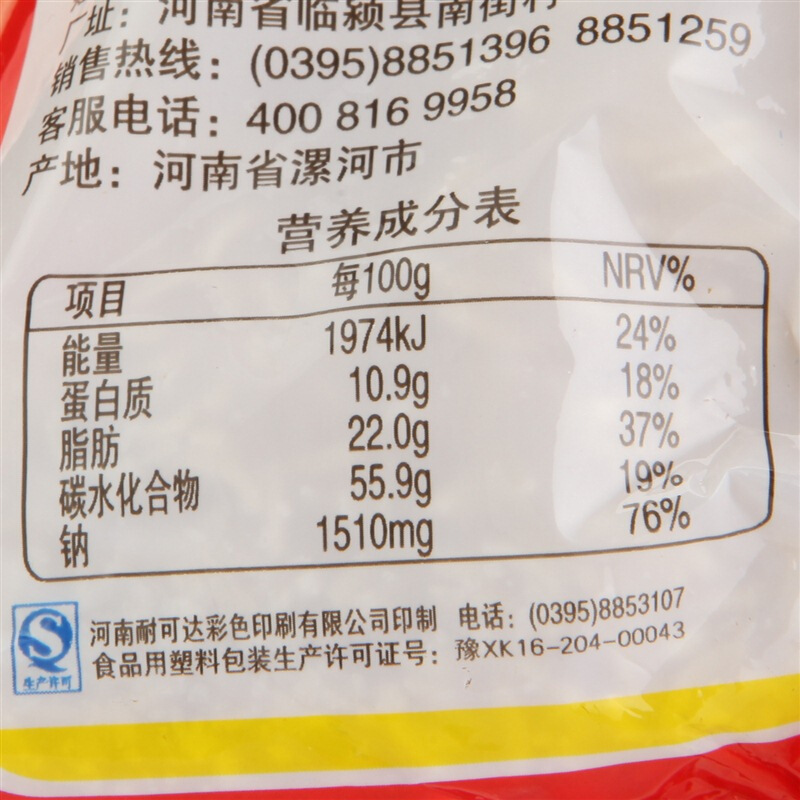 厂址：河南省临颍县南街村
销售热线：(0395)8851396 8851259
客服电话：400 816 9958
产地：河南省漯河市
营养成分表
项目 每100g NRV%
能量 1974kJ 24%
蛋白质 10.9g 18%
脂肪 22.0g 37%
碳水化合物 55.9g 19%
钠 1510mg 76%
河南耐可达彩色印刷有限公司印制 电话：(0395)8853107
食品用塑料包装生产许可证号：豫XK16-204-00043
生产许可